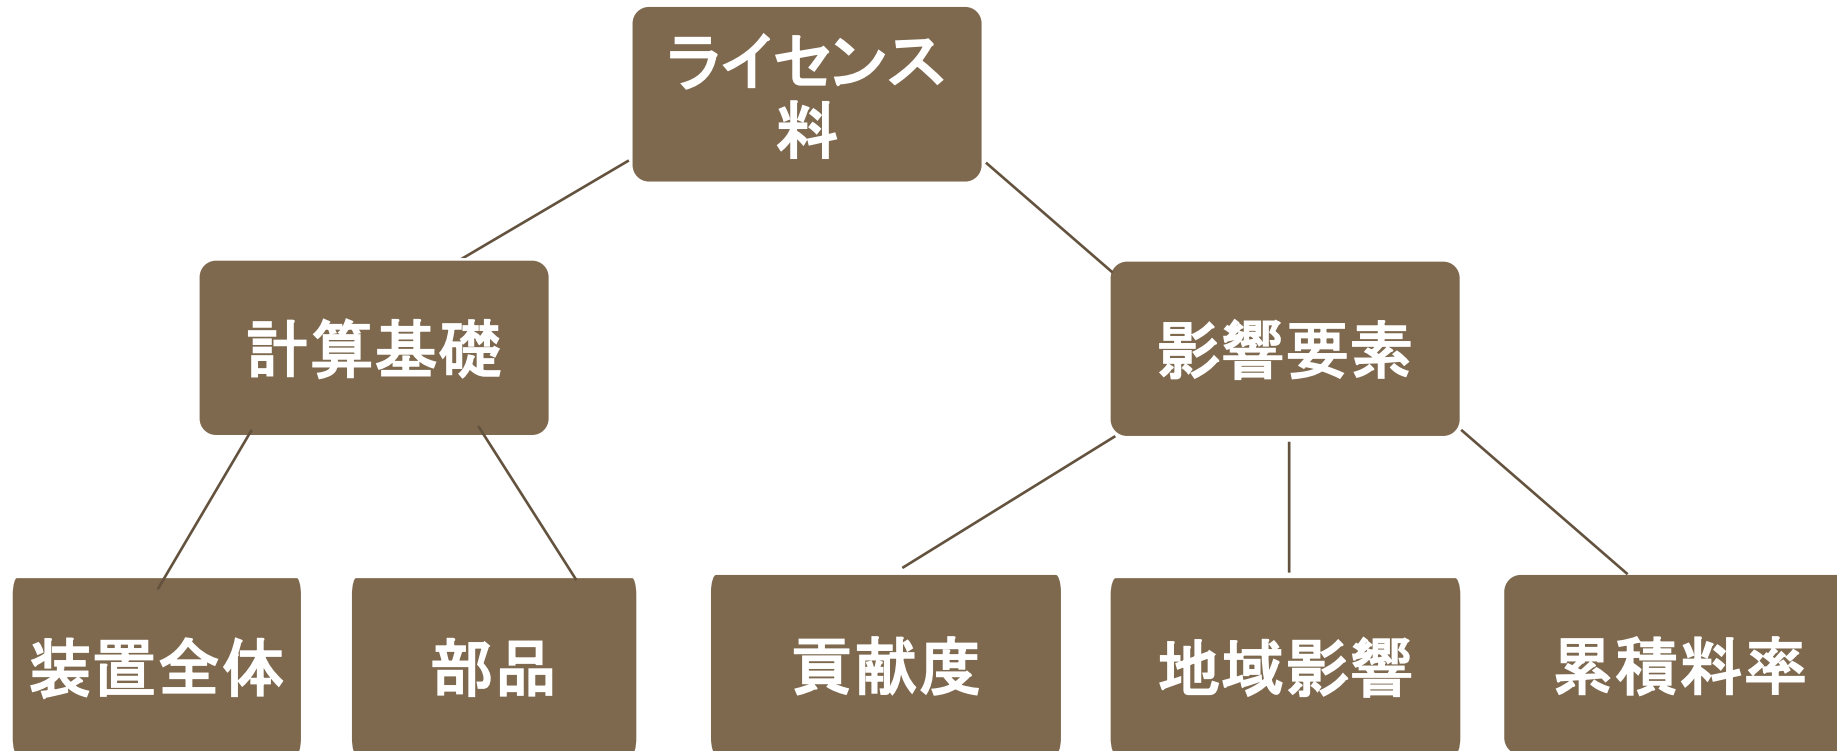 ライセンス
料
計算基礎
影響要素
装置全体
部品
貢献度
地域影響
累積料率